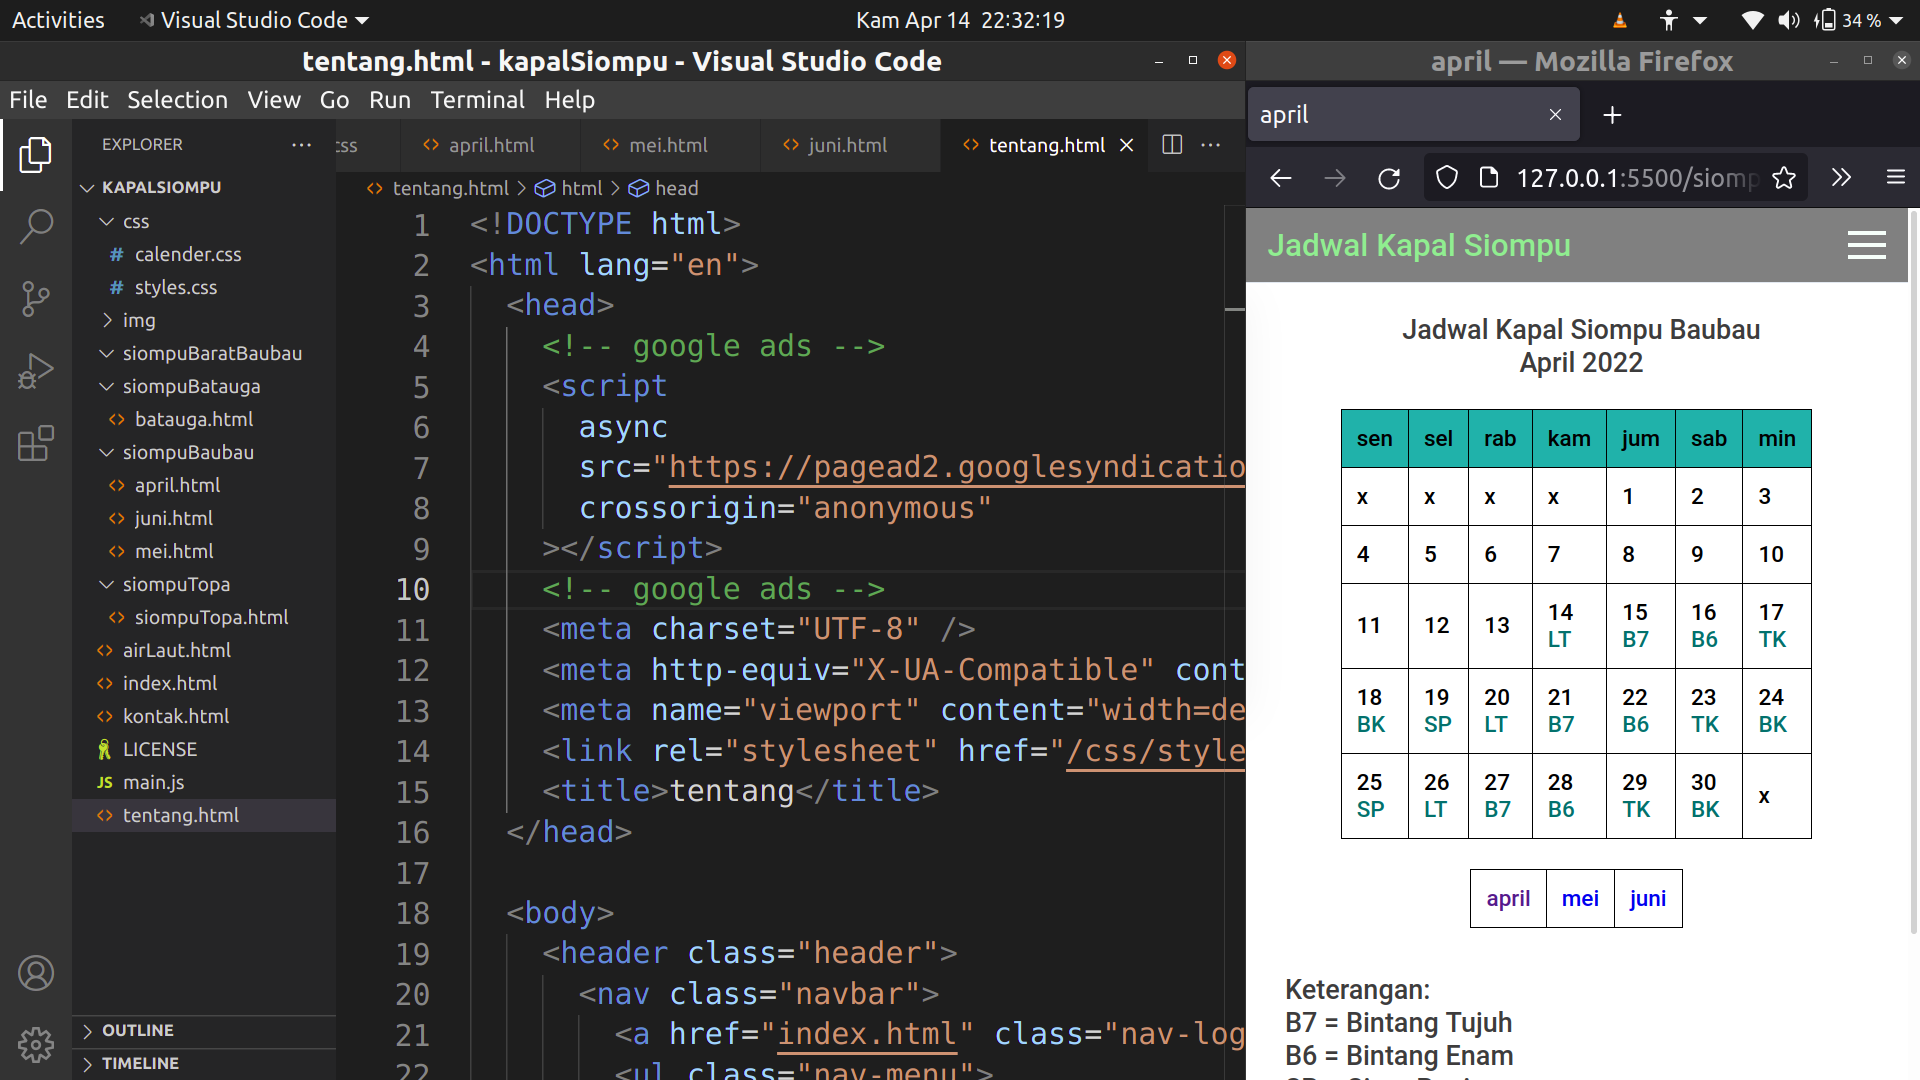 Activities Visual Studio Code Kam Apr 14 22:32:19 34 %
tentang.html - kapalSiompu - Visual Studio Code
File Edit Selection View Go Run Terminal Help
EXPLORER
KAPALSIOMPU
css
# calender.css
# styles.css
img
siompuBaratBaubau
siompuBatauga
batauga.html
siompuBaubau
april.html
juni.html
mei.html
siompuTopa
siompuTopa.html
airLaut.html
index.html
kontak.html
LICENSE
JS main.js
tentang.html
OUTLINE
TIMELINE
css april.html mei.html juni.html tentang.html
tentang.html > html > head
1 <!DOCTYPE html>
2 <html lang="en">
3 <head>
4 <!-- google ads -->
5 <script
6 async
7 src="https://pagead2.googlesyndicatio
8 crossorigin="anonymous"
9 ></script>
10 <!-- google ads -->
11 <meta charset="UTF-8" />
12 <meta http-equiv="X-UA-Compatible" cont
13 <meta name="viewport" content="width=de
14 <link rel="stylesheet" href="/css/style
15 <title>tentang</title>
16 </head>
17
18 <body>
19 <header class="header">
20 <nav class="navbar">
21 <a href="index.html" class="nav-log
22 <ul class="nav-menu">
april — Mozilla Firefox
april
127.0.0.1:5500/siomp
Jadwal Kapal Siompu
Jadwal Kapal Siompu Baubau
April 2022
sen sel rab kam jum sab min
x x x x 1 2 3
4 5 6 7 8 9 10
11 12 13 14 15 16 17
LT B7 B6 TK
18 19 20 21 22 23 24
BK SP LT B7 B6 TK BK
25 26 27 28 29 30 x
SP LT B7 B6 TK BK
april mei juni
Keterangan:
B7 = Bintang Tujuh
B6 = Bintang Enam